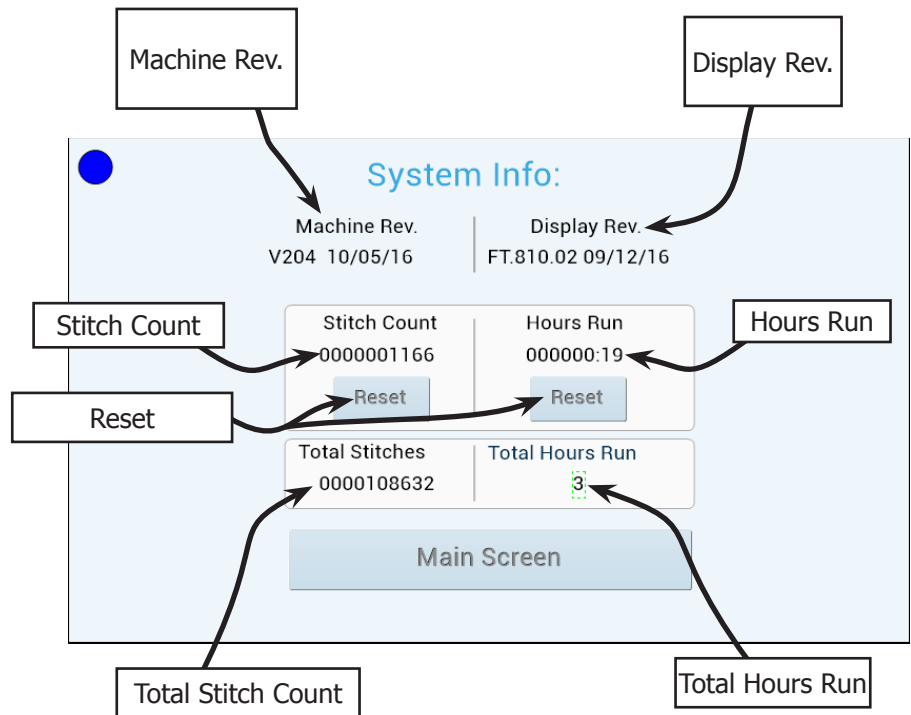 Machine Rev.
Display Rev.
System Info:
Machine Rev.
Display Rev.
V204 10/05/16
FT.810.02 09/12/16
Stitch Count
Stitch Count
Hours Run
Hours Run
0000001166
000000:19
Reset
Reset
Reset
Total Stitches
Total Hours Run
0000108632
3
Main Screen
Total Stitch Count
Total Hours Run